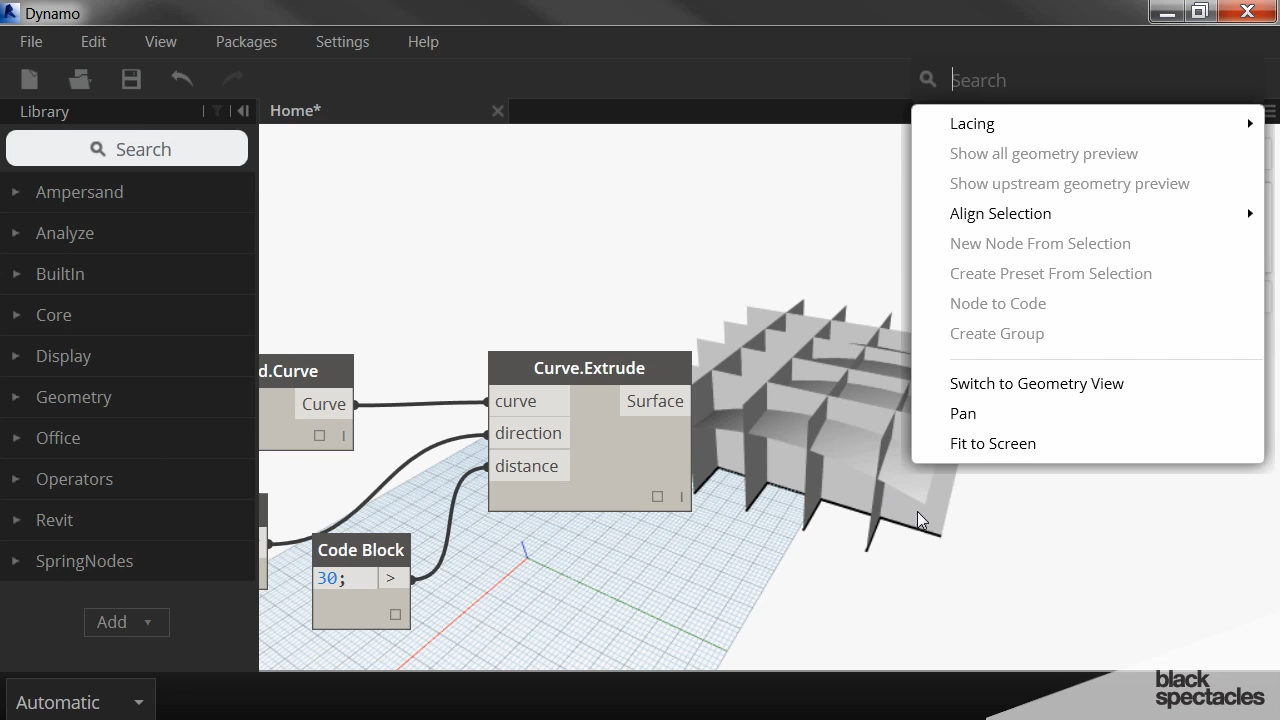 Dynamo
File Edit View Packages Settings Help
Search
Library
Home*
Search
Ampersand
Analyze
BuiltIn
Core
Display
Geometry
Office
Operators
Revit
SpringNodes
Add
Automatic
d.Curve
Curve
Curve.Extrude
curve Surface
direction
distance
Code Block
30; >
Lacing
Show all geometry preview
Show upstream geometry preview
Align Selection
New Node From Selection
Create Preset From Selection
Node to Code
Create Group
Switch to Geometry View
Pan
Fit to Screen
black
spectacles